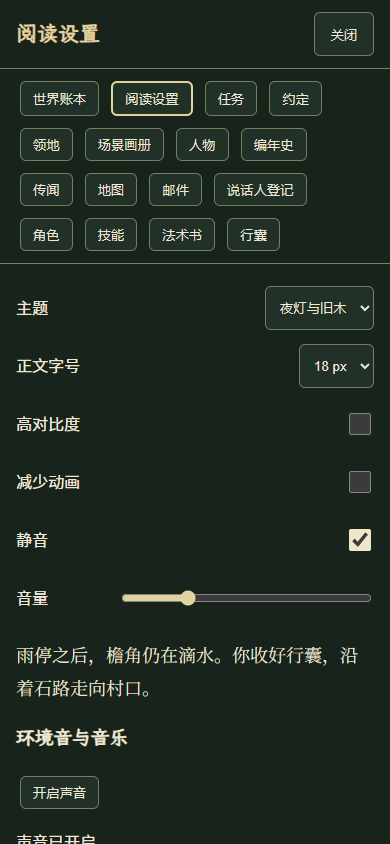 阅读设置
关闭
世界账本 阅读设置 任务 约定
领地 场景画册 人物 编年史
传闻 地图 邮件 说话人登记
角色 技能 法术书 行囊
主题 夜灯与旧木
正文字号 18 px
高对比度
减少动画
静音
音量
雨停之后，檐角仍在滴水。你收好行囊，沿
着石路走向村口。
环境音与音乐
开启声音
声音已开启